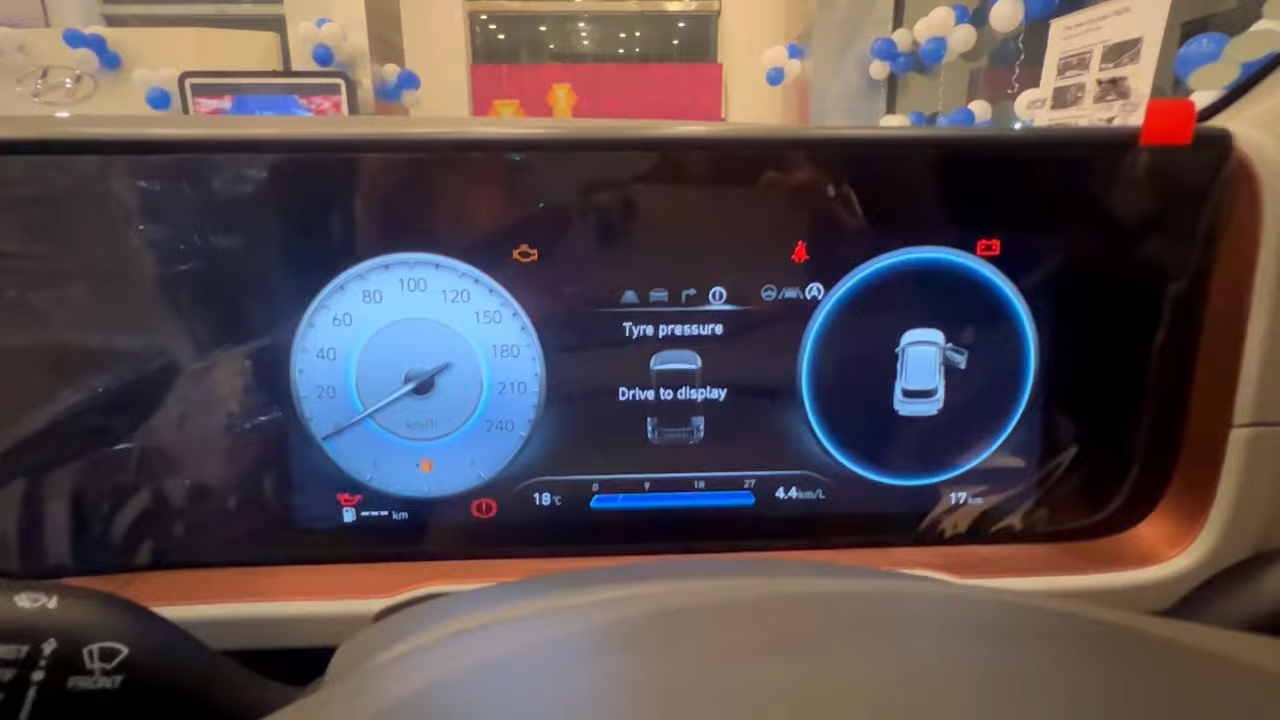 100
80
120
60
150
40
180
20
210
240
km/h
Tyre pressure
Drive to display
0 9 18 27
18°C
4.4km/L
--- km
17km
FRONT